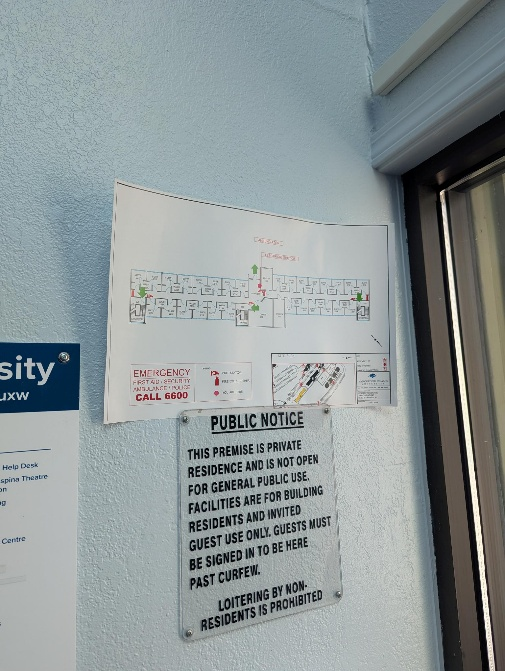 EMERGENCY
FIRST AID / SECURITY
AMBULANCE / POLICE
CALL 6600
sity
uxw
Help Desk
spina Theatre
on
Centre
PUBLIC NOTICE
THIS PREMISE IS PRIVATE
RESIDENCE AND IS NOT OPEN
FOR GENERAL PUBLIC USE.
FACILITIES ARE FOR BUILDING
RESIDENTS AND INVITED
GUEST USE ONLY. GUESTS MUST
BE SIGNED IN TO BE HERE
PAST CURFEW.
LOITERING BY NON-
RESIDENTS IS PROHIBITED